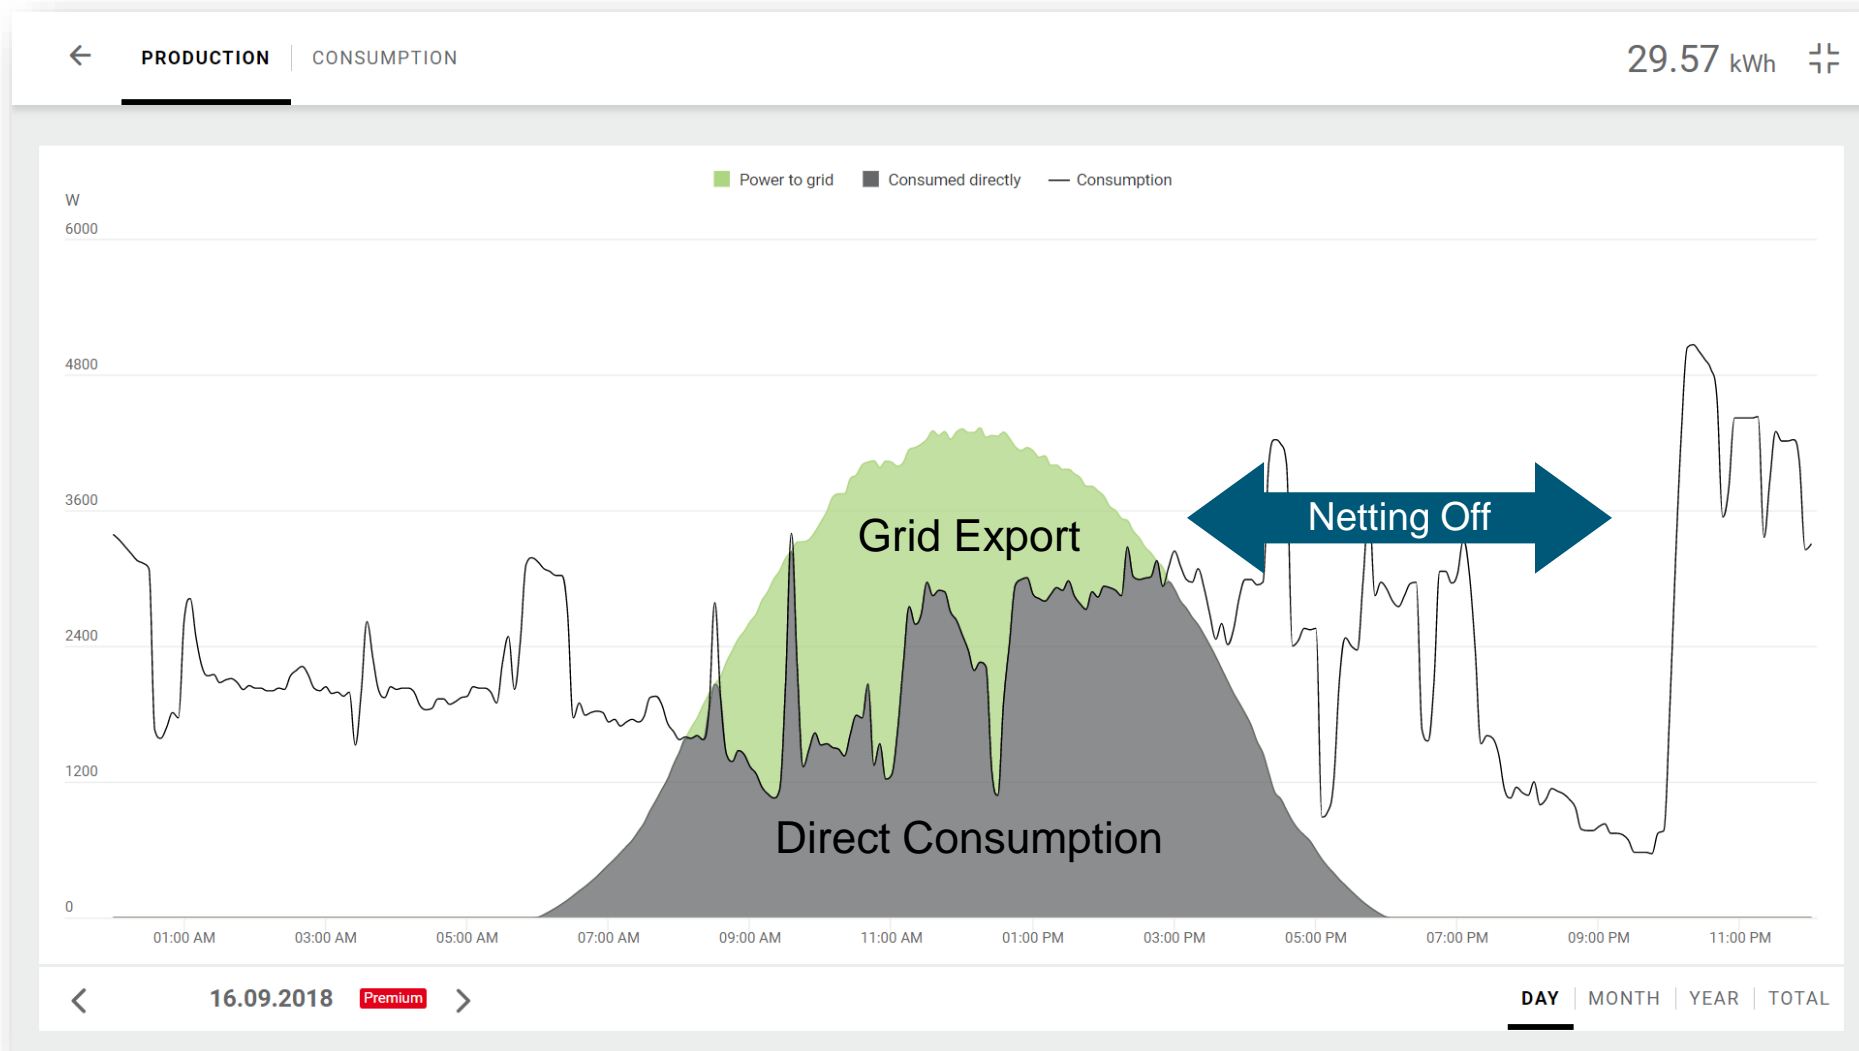 PRODUCTION CONSUMPTION 29.57 kWh
Power to grid Consumed directly Consumption
W
6000
4800
3600
2400
1200
0
Grid Export
Netting Off
Direct Consumption
01:00 AM 03:00 AM 05:00 AM 07:00 AM 09:00 AM 11:00 AM 01:00 PM 03:00 PM 05:00 PM 07:00 PM 09:00 PM 11:00 PM
16.09.2018 Premium DAY MONTH YEAR TOTAL